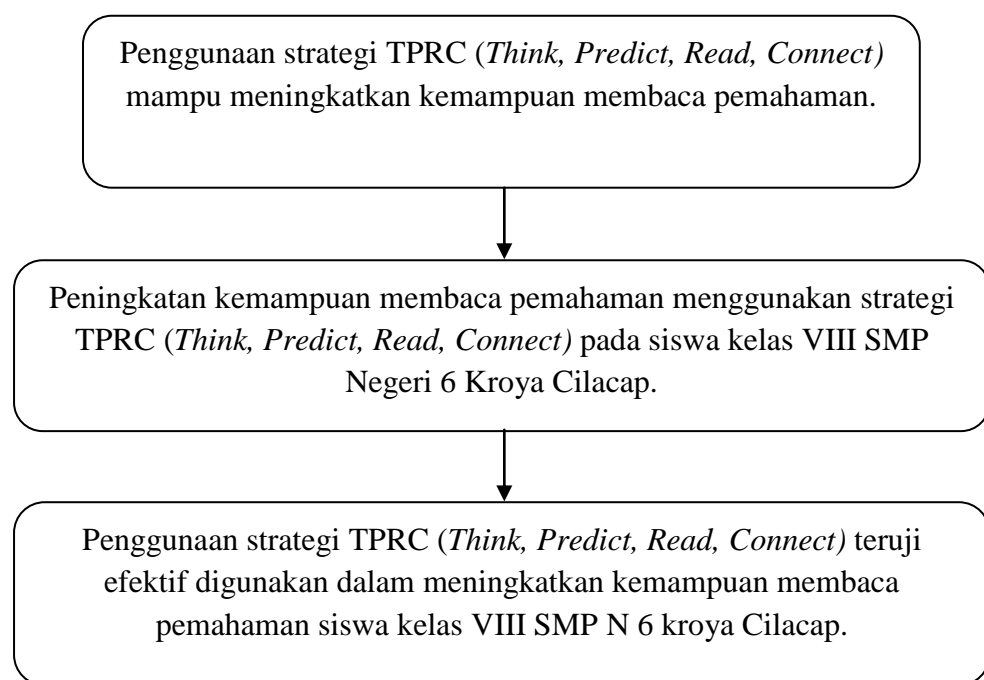 Penggunaan strategi TPRC (Think, Predict, Read, Connect)
mampu meningkatkan kemampuan membaca pemahaman.
Peningkatan kemampuan membaca pemahaman menggunakan strategi
TPRC (Think, Predict, Read, Connect) pada siswa kelas VIII SMP
Negeri 6 Kroya Cilacap.
Penggunaan strategi TPRC (Think, Predict, Read, Connect) teruji
efektif digunakan dalam meningkatkan kemampuan membaca
pemahaman siswa kelas VIII SMP N 6 kroya Cilacap.